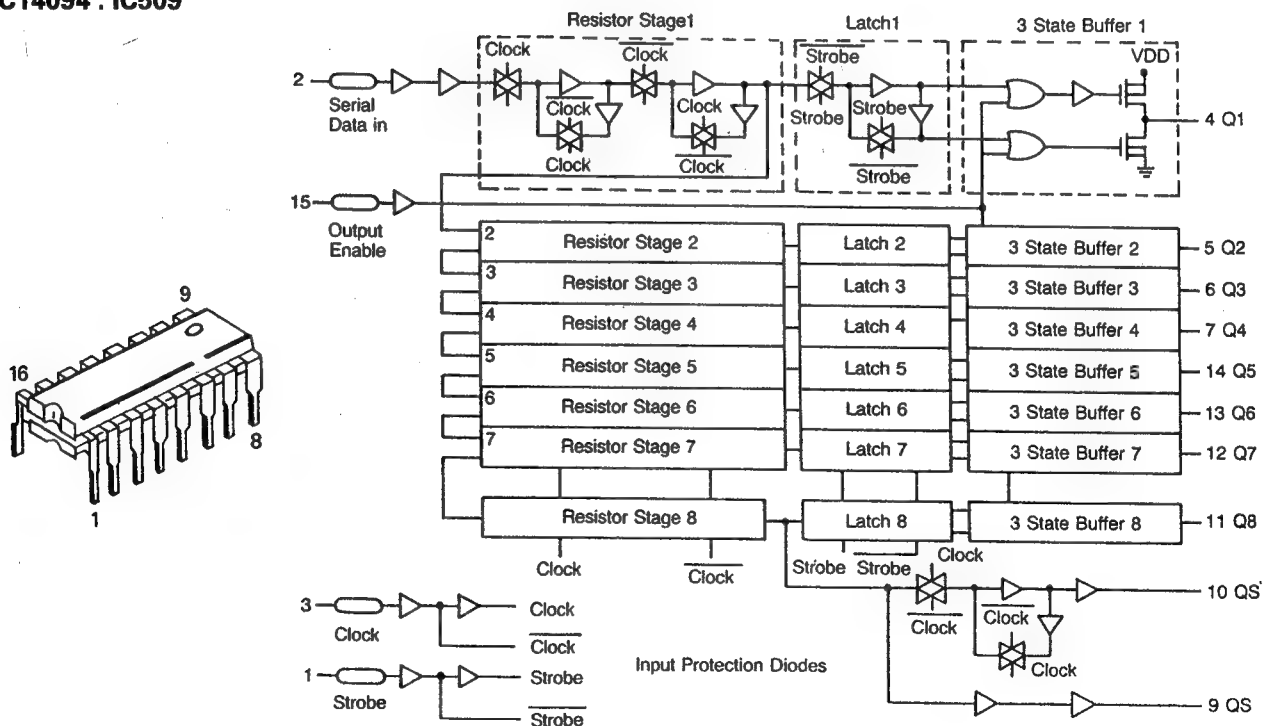 C14094 : IC509
Resistor Stage1
Latch1
3 State Buffer 1
Clock
Clock
Strobe
VDD
2
Serial
Data in
Clock
Clock
Strobe
Strobe
4 Q1
Clock
Clock
Strobe
15
Output
Enable
2
Resistor Stage 2
Latch 2
3 State Buffer 2
5 Q2
3
Resistor Stage 3
Latch 3
3 State Buffer 3
6 Q3
4
Resistor Stage 4
Latch 4
3 State Buffer 4
7 Q4
5
Resistor Stage 5
Latch 5
3 State Buffer 5
14 Q5
6
Resistor Stage 6
Latch 6
3 State Buffer 6
13 Q6
7
Resistor Stage 7
Latch 7
3 State Buffer 7
12 Q7
Resistor Stage 8
Latch 8
3 State Buffer 8
11 Q8
Clock
Clock
Strobe
Strobe
Clock
10 QS'
Clock
Clock
Clock
9 QS
9
16
8
1
3
Clock
Clock
Clock
1
Strobe
Strobe
Strobe
Input Protection Diodes